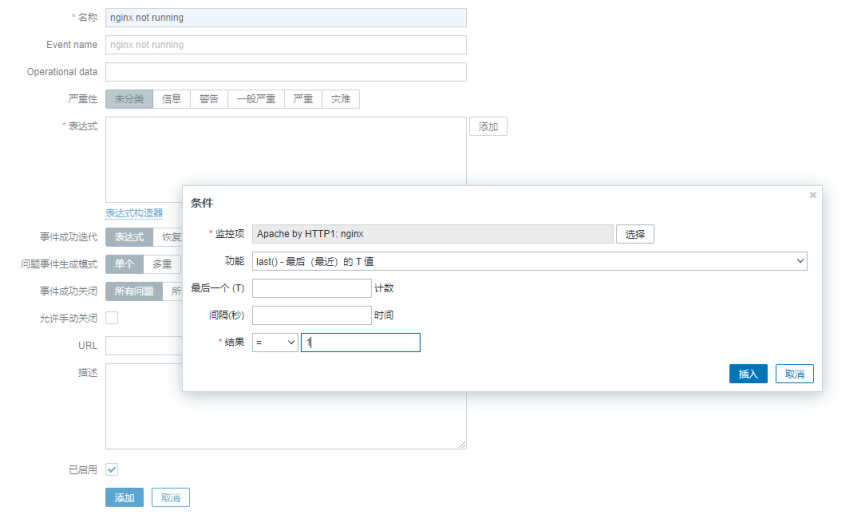 * 名称 nginx not running
Event name nginx not running
Operational data
严重性 未分类 信息 警告 一般严重 严重 灾难
* 表达式 添加
表达式构造器
事件成功迭代 表达式 恢复
问题事件生成模式 单个 多重
事件成功关闭 所有问题 所
允许手动关闭
URL
描述
已启用
添加 取消
条件 ×
* 监控项 Apache by HTTP1: nginx 选择
功能 last() - 最后（最近）的 T 值
最后一个 (T) 计数
间隔(秒) 时间
* 结果 = 1
插入 取消